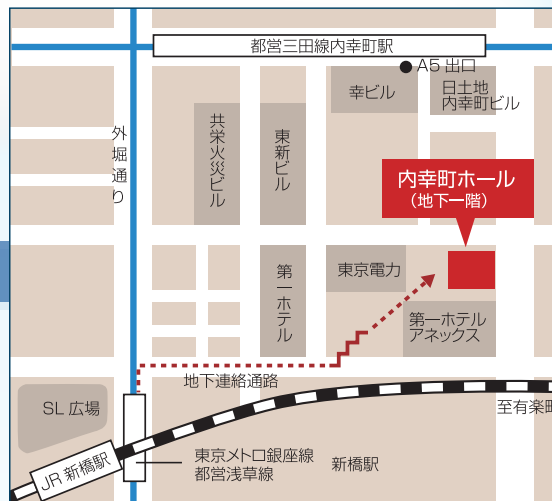 都営三田線内幸町駅
A5 出口
幸ビル
日土地
内幸町ビル
外堀通り
共栄火災ビル
東新ビル
内幸町ホール
（地下一階）
第一ホテル
東京電力
第一ホテル
アネックス
地下連絡通路
SL 広場
至有楽町
JR 新橋駅
東京メトロ銀座線
都営浅草線
新橋駅